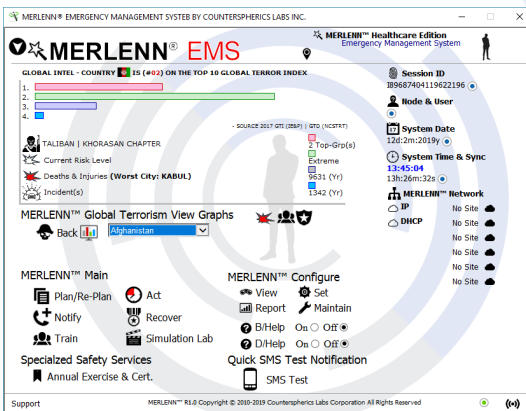 MERLENN® EMERGENCY MANAGEMENT SYSTEB BY COUNTERSPHERICS LABS INC.
MERLENN® EMS
MERLENN™ Healthcare Edition
Emergency Management System
GLOBAL INTEL - COUNTRY IS (#02) ON THE TOP 10 GLOBAL TERROR INDEX
1.
2.
3.
4.
- SOURCE 2017 GTI (IE&P) | GTD (NCSTRT)
TALIBAN | KHORASAN CHAPTER
2 Top-Grp(s)
Current Risk Level
Extreme
Deaths & Injuries (Worst City: KABUL)
9631 (Yr)
Incident(s)
1342 (Yr)
Session ID
I89687404119622196
Node & User
System Date
12d:2m:2019y
System Time & Sync
13:45:04
13h:26m:32s
MERLENN™ Network
IP
No Site
DHCP
No Site
No Site
No Site
No Site
No Site
MERLENN™ Global Terrorism View Graphs
Back
Afghanistan
MERLENN™ Main
Plan/Re-Plan
Act
Notify
Recover
Train
Simulation Lab
MERLENN™ Configure
View
Set
Report
Maintain
B/Help On Off
D/Help On Off
Specialzed Safety Services
Annual Exercise & Cert.
Quick SMS Test Notification
SMS Test
Support
MERLENN™ R1.0 Copyright © 2010-2019 Counterspherics Labs Corporation All Rights Reserved